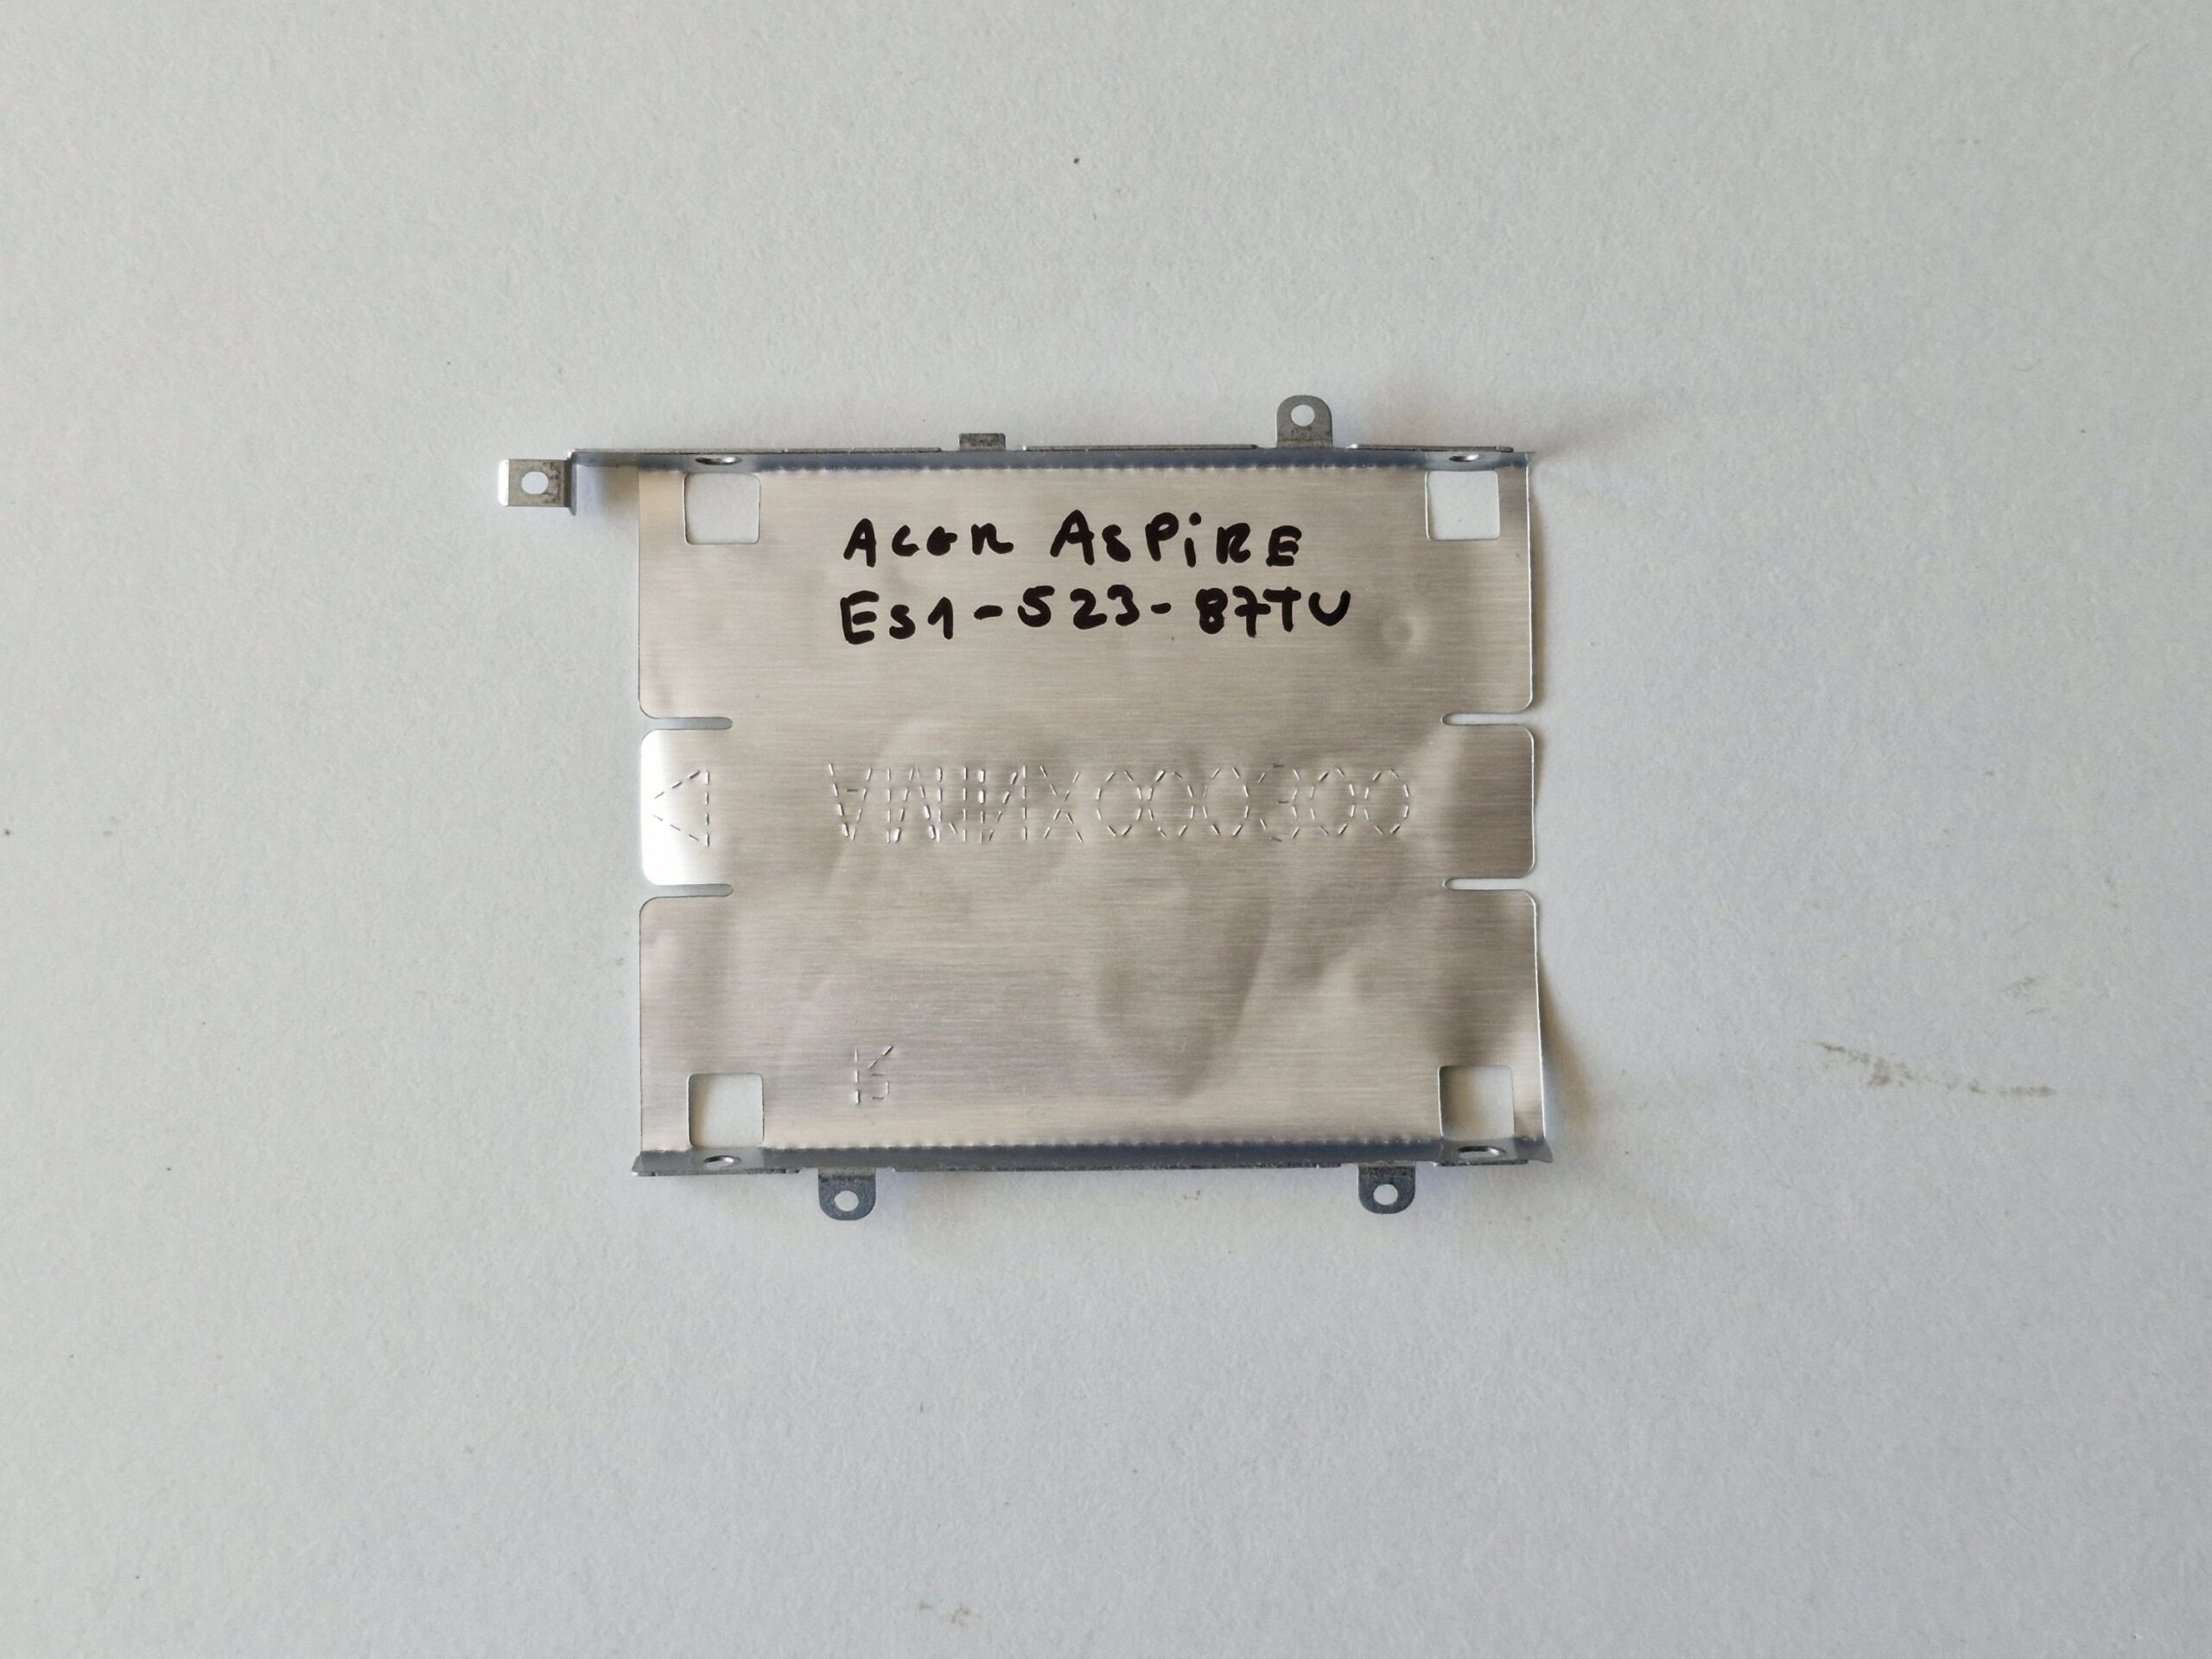 ACER ASPiRE
ES1-523-87TU